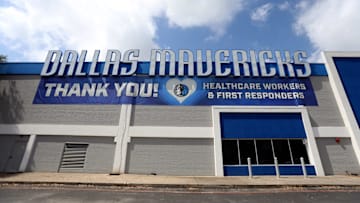 DALLAS MAVERICKS
THANK YOU!
HEALTHCARE WORKERS
& FIRST RESPONDERS